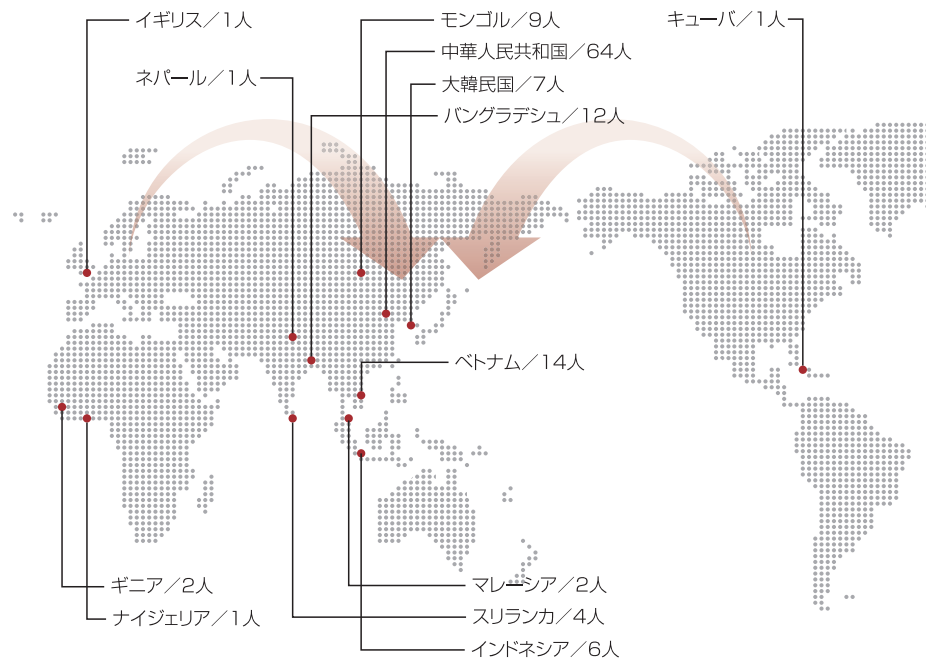 イギリス／1人
モンゴル／9人
キューバ／1人
中華人民共和国／64人
ネパール／1人
大韓民国／7人
バングラデシュ／12人
ベトナム／14人
ギニア／2人
マレーシア／2人
ナイジェリア／1人
スリランカ／4人
インドネシア／6人